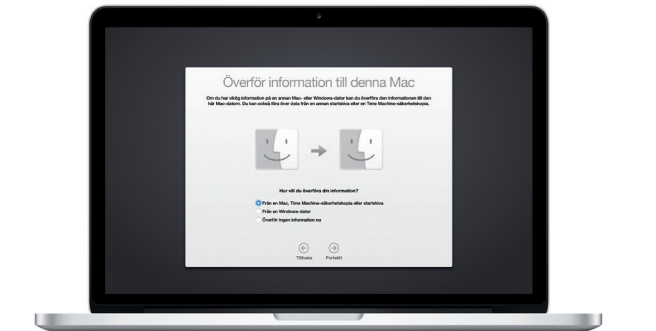 Överför information till denna Mac
Om du har viktig information på en annan Mac- eller Windows-dator kan du överföra den informationen till den
här Mac-datorn. Du kan också föra över data från en annan startskiva eller en Time Machine-säkerhetskopia.
Hur vill du överföra din information?
Från en Mac, Time Machine-säkerhetskopia eller startskiva
Från en Windows-dator
Överför ingen information nu
Tillbaka Fortsätt